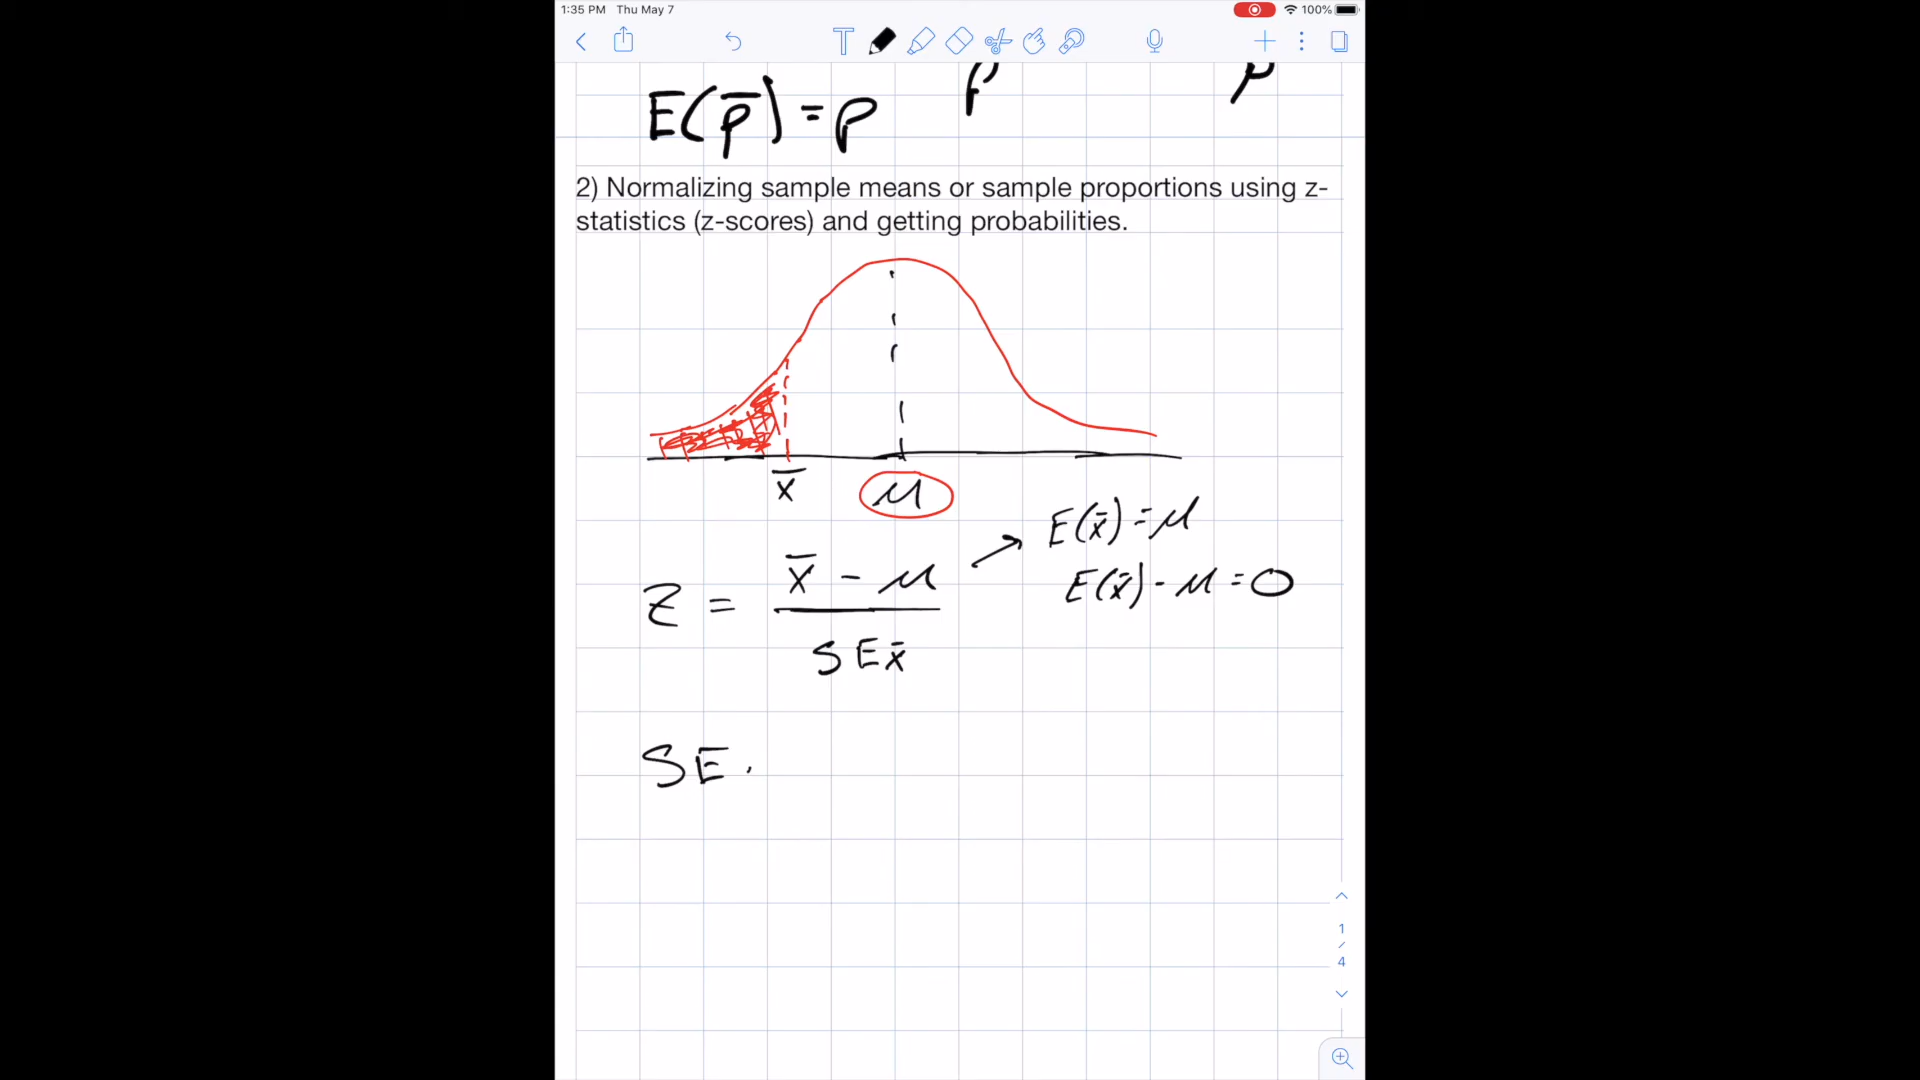 1:35 PM Thu May 7
100%
T
E(p̄) = p
2) Normalizing sample means or sample proportions using z-
statistics (z-scores) and getting probabilities.
x̄ μ
E(x̄) = μ
E(x̄) - μ = 0
z = x̄ - μ
SEx̄
SE.
1
/
4